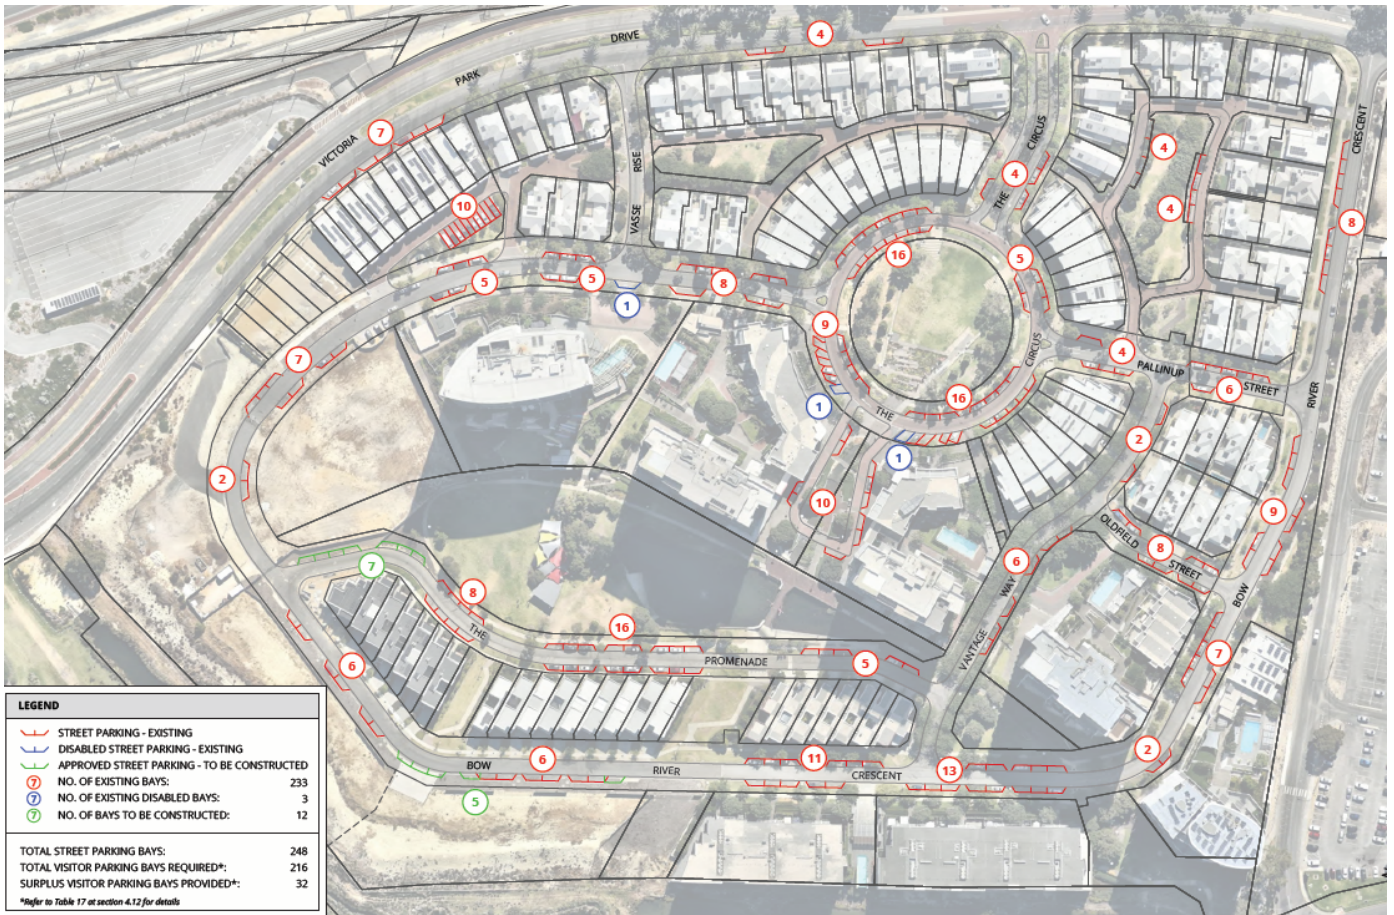 4
DRIVE
PARK
VICTORIA
7
10
VASSE RISE
THE CIRCUS
4
4
4
CRESCENT
8
16
5
5
5
8
1
9
CIRCUS
4
PALLINUP STREET
6
RIVER
7
1
THE
16
1
2
2
10
9
OLDFIELD STREET
8
6
7
8
WAY
BOW
THE
16
PROMENADE
5
VANTAGE
7
6
2
BOW
6
RIVER
11
CRESCENT
13
5
LEGEND
STREET PARKING - EXISTING
DISABLED STREET PARKING - EXISTING
APPROVED STREET PARKING - TO BE CONSTRUCTED
7 NO. OF EXISTING BAYS: 233
7 NO. OF EXISTING DISABLED BAYS: 3
7 NO. OF BAYS TO BE CONSTRUCTED: 12
TOTAL STREET PARKING BAYS: 248
TOTAL VISITOR PARKING BAYS REQUIRED*: 216
SURPLUS VISITOR PARKING BAYS PROVIDED*: 32
*Refer to Table 17 at section 4.12 for details